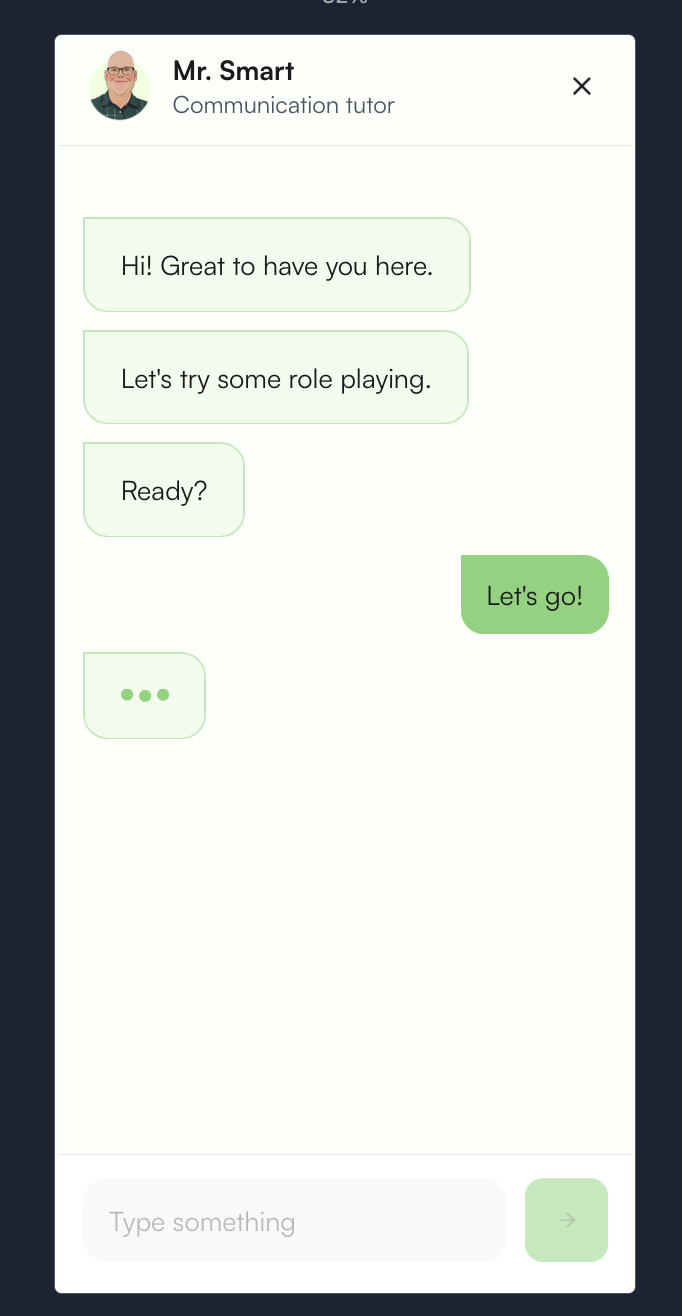 Mr. Smart
Communication tutor
Hi! Great to have you here.
Let's try some role playing.
Ready?
Let's go!
Type something